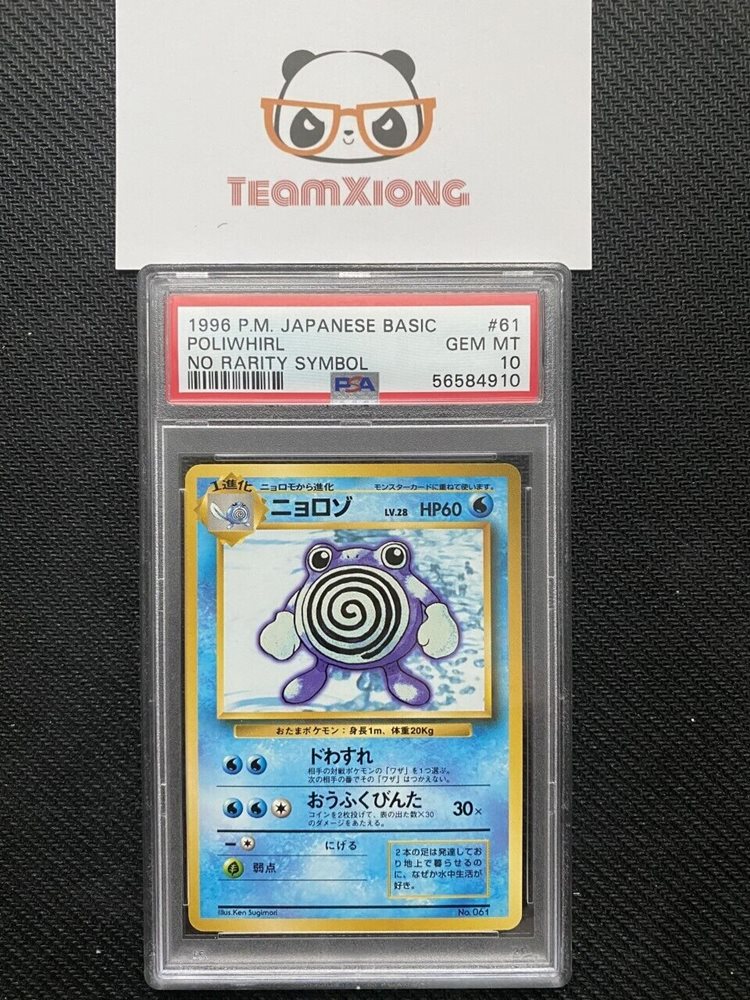 TEAMXIONG
1996 P.M. JAPANESE BASIC #61
POLIWHIRL GEM MT
NO RARITY SYMBOL 10
PSA 56584910
1進化 ニョロモから進化 モンスターカードに重ねて使います。
ニョロゾ LV.28 HP60
おたまポケモン：身長1m、体重20Kg
ドわすれ
相手の対戦ポケモンの「ワザ」を1つ選ぶ。
次の相手の番でその「ワザ」はつかえない。
おうふくびんた 30×
コインを2枚投げて、表の出た数×30
のダメージをあたえる。
ー にげる
弱点
2本の足は発達してお
り地上で暮らせるの
に、なぜか水中生活が
好き。
Illus.Ken Sugimori No.061